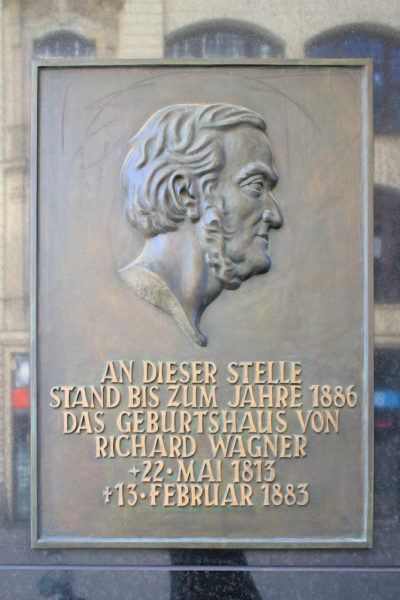 AN DIESER STELLE
STAND BIS ZUM JAHRE 1886
DAS GEBURTSHAUS VON
RICHARD WAGNER
*22. MAI 1813
†13. FEBRUAR 1883